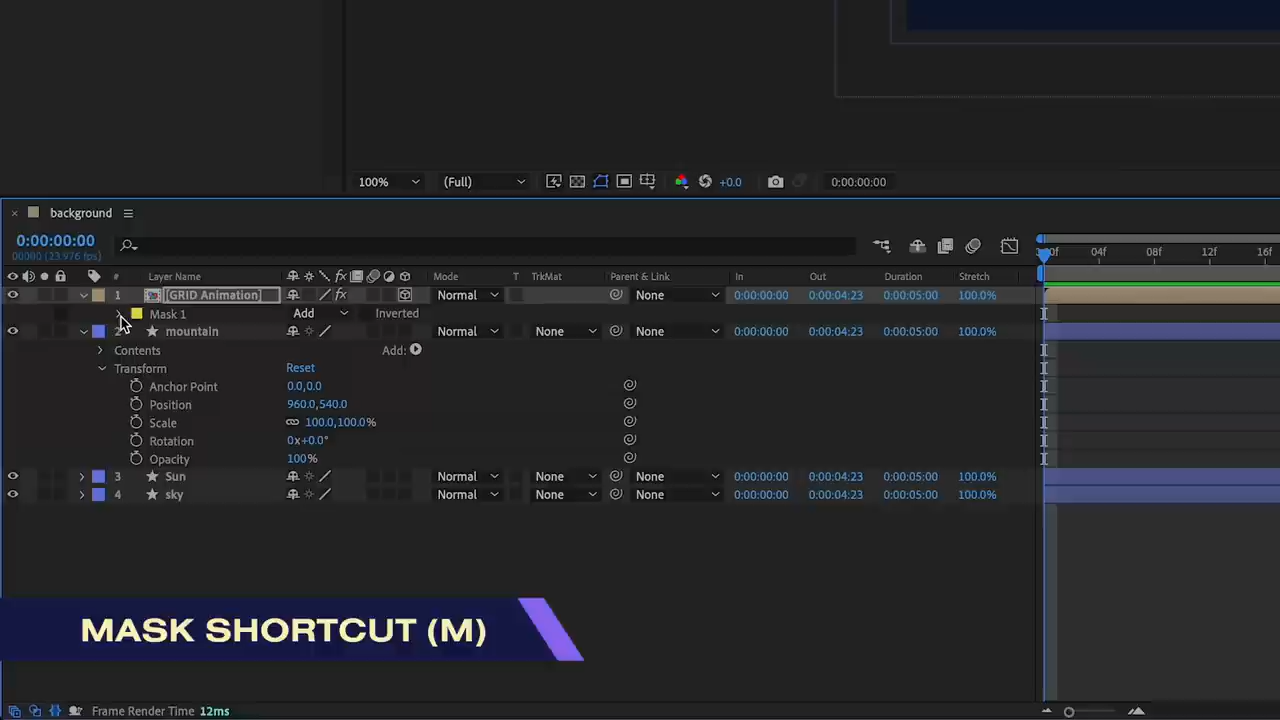 100% (Full) +0.0 0:00:00:00
× background
0:00:00:00
00000 (23.976 fps)
# Layer Name Mode T TrkMat Parent & Link In Out Duration Stretch 04f 08f 12f 16f
1 [GRID Animation] Normal None 0:00:00:00 0:00:04:23 0:00:05:00 100.0%
Mask 1 Add Inverted
2 mountain Normal None None 0:00:00:00 0:00:04:23 0:00:05:00 100.0%
Contents Add:
Transform Reset
Anchor Point 0.0,0.0
Position 960.0,540.0
Scale 100.0,100.0%
Rotation 0x+0.0°
Opacity 100%
3 Sun Normal None None 0:00:00:00 0:00:04:23 0:00:05:00 100.0%
4 sky Normal None None 0:00:00:00 0:00:04:23 0:00:05:00 100.0%
MASK SHORTCUT (M)
Frame Render Time 12ms